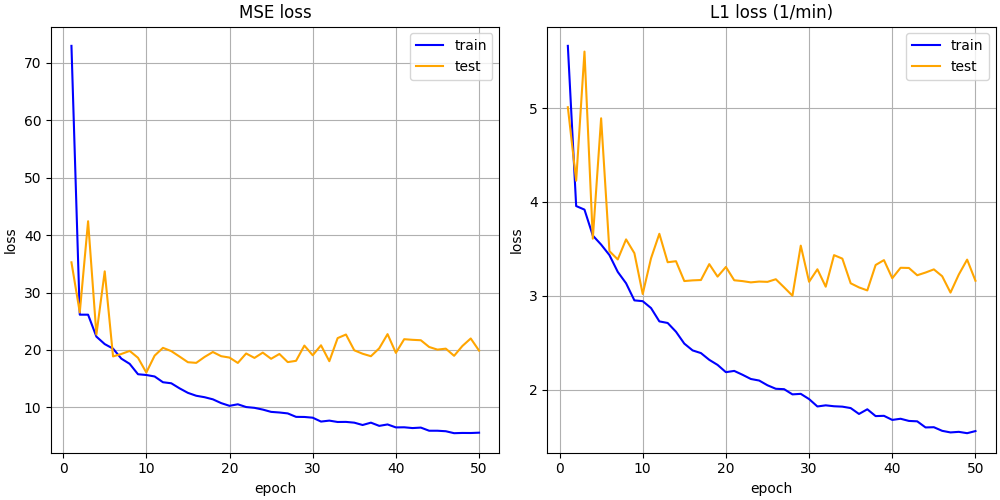 MSE loss
train
test
70
60
50
40
30
20
10
loss
0 10 20 30 40 50
epoch
L1 loss (1/min)
train
test
5
4
3
2
loss
0 10 20 30 40 50
epoch